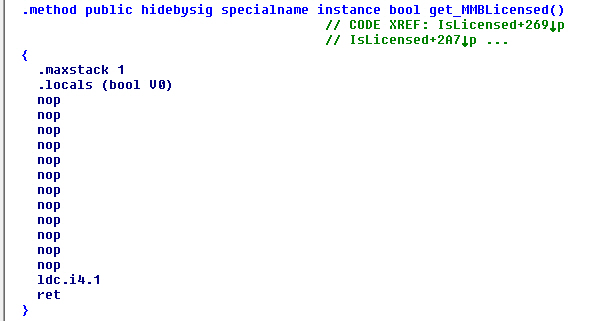 .method public hidebysig specialname instance bool get_MMBLicensed()
// CODE XREF: IsLicensed+269↓p
// IsLicensed+2A7↓p ...
{
.maxstack 1
.locals (bool V0)
nop
nop
nop
nop
nop
nop
nop
nop
nop
nop
nop
nop
ldc.i4.1
ret
}